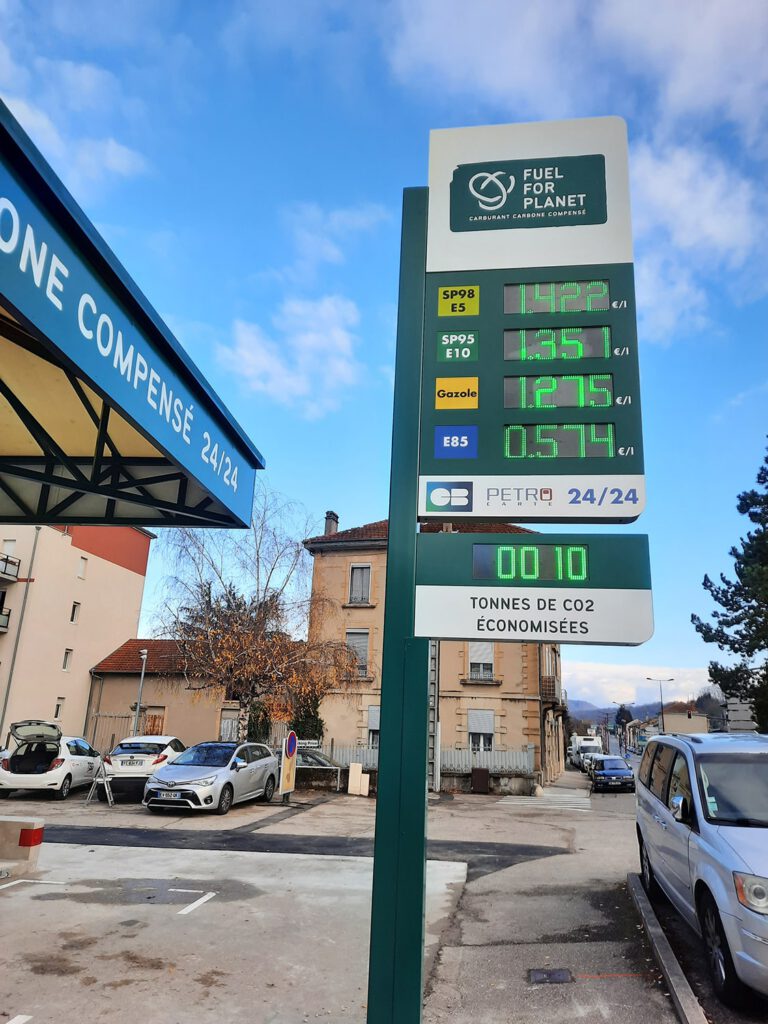 ONE COMPENSÉ 24/24
FUEL
FOR
PLANET
CARBURANT CARBONE COMPENSÉ
SP98
E5
1.422 €/l
SP95
E10
1.351 €/l
Gazole
1.275 €/l
E85
0.574 €/l
CB PETRO
CARTE
24/24
0010
TONNES DE CO2
ÉCONOMISÉES